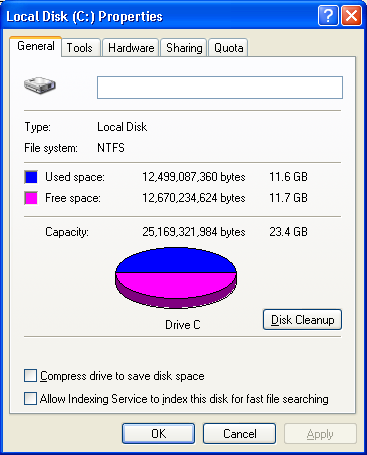 Local Disk (C:) Properties ?
General Tools Hardware Sharing Quota
Type: Local Disk
File system: NTFS
Used space: 12,499,087,360 bytes 11.6 GB
Free space: 12,670,234,624 bytes 11.7 GB
Capacity: 25,169,321,984 bytes 23.4 GB
Drive C
Disk Cleanup
Compress drive to save disk space
Allow Indexing Service to index this disk for fast file searching
OK Cancel Apply